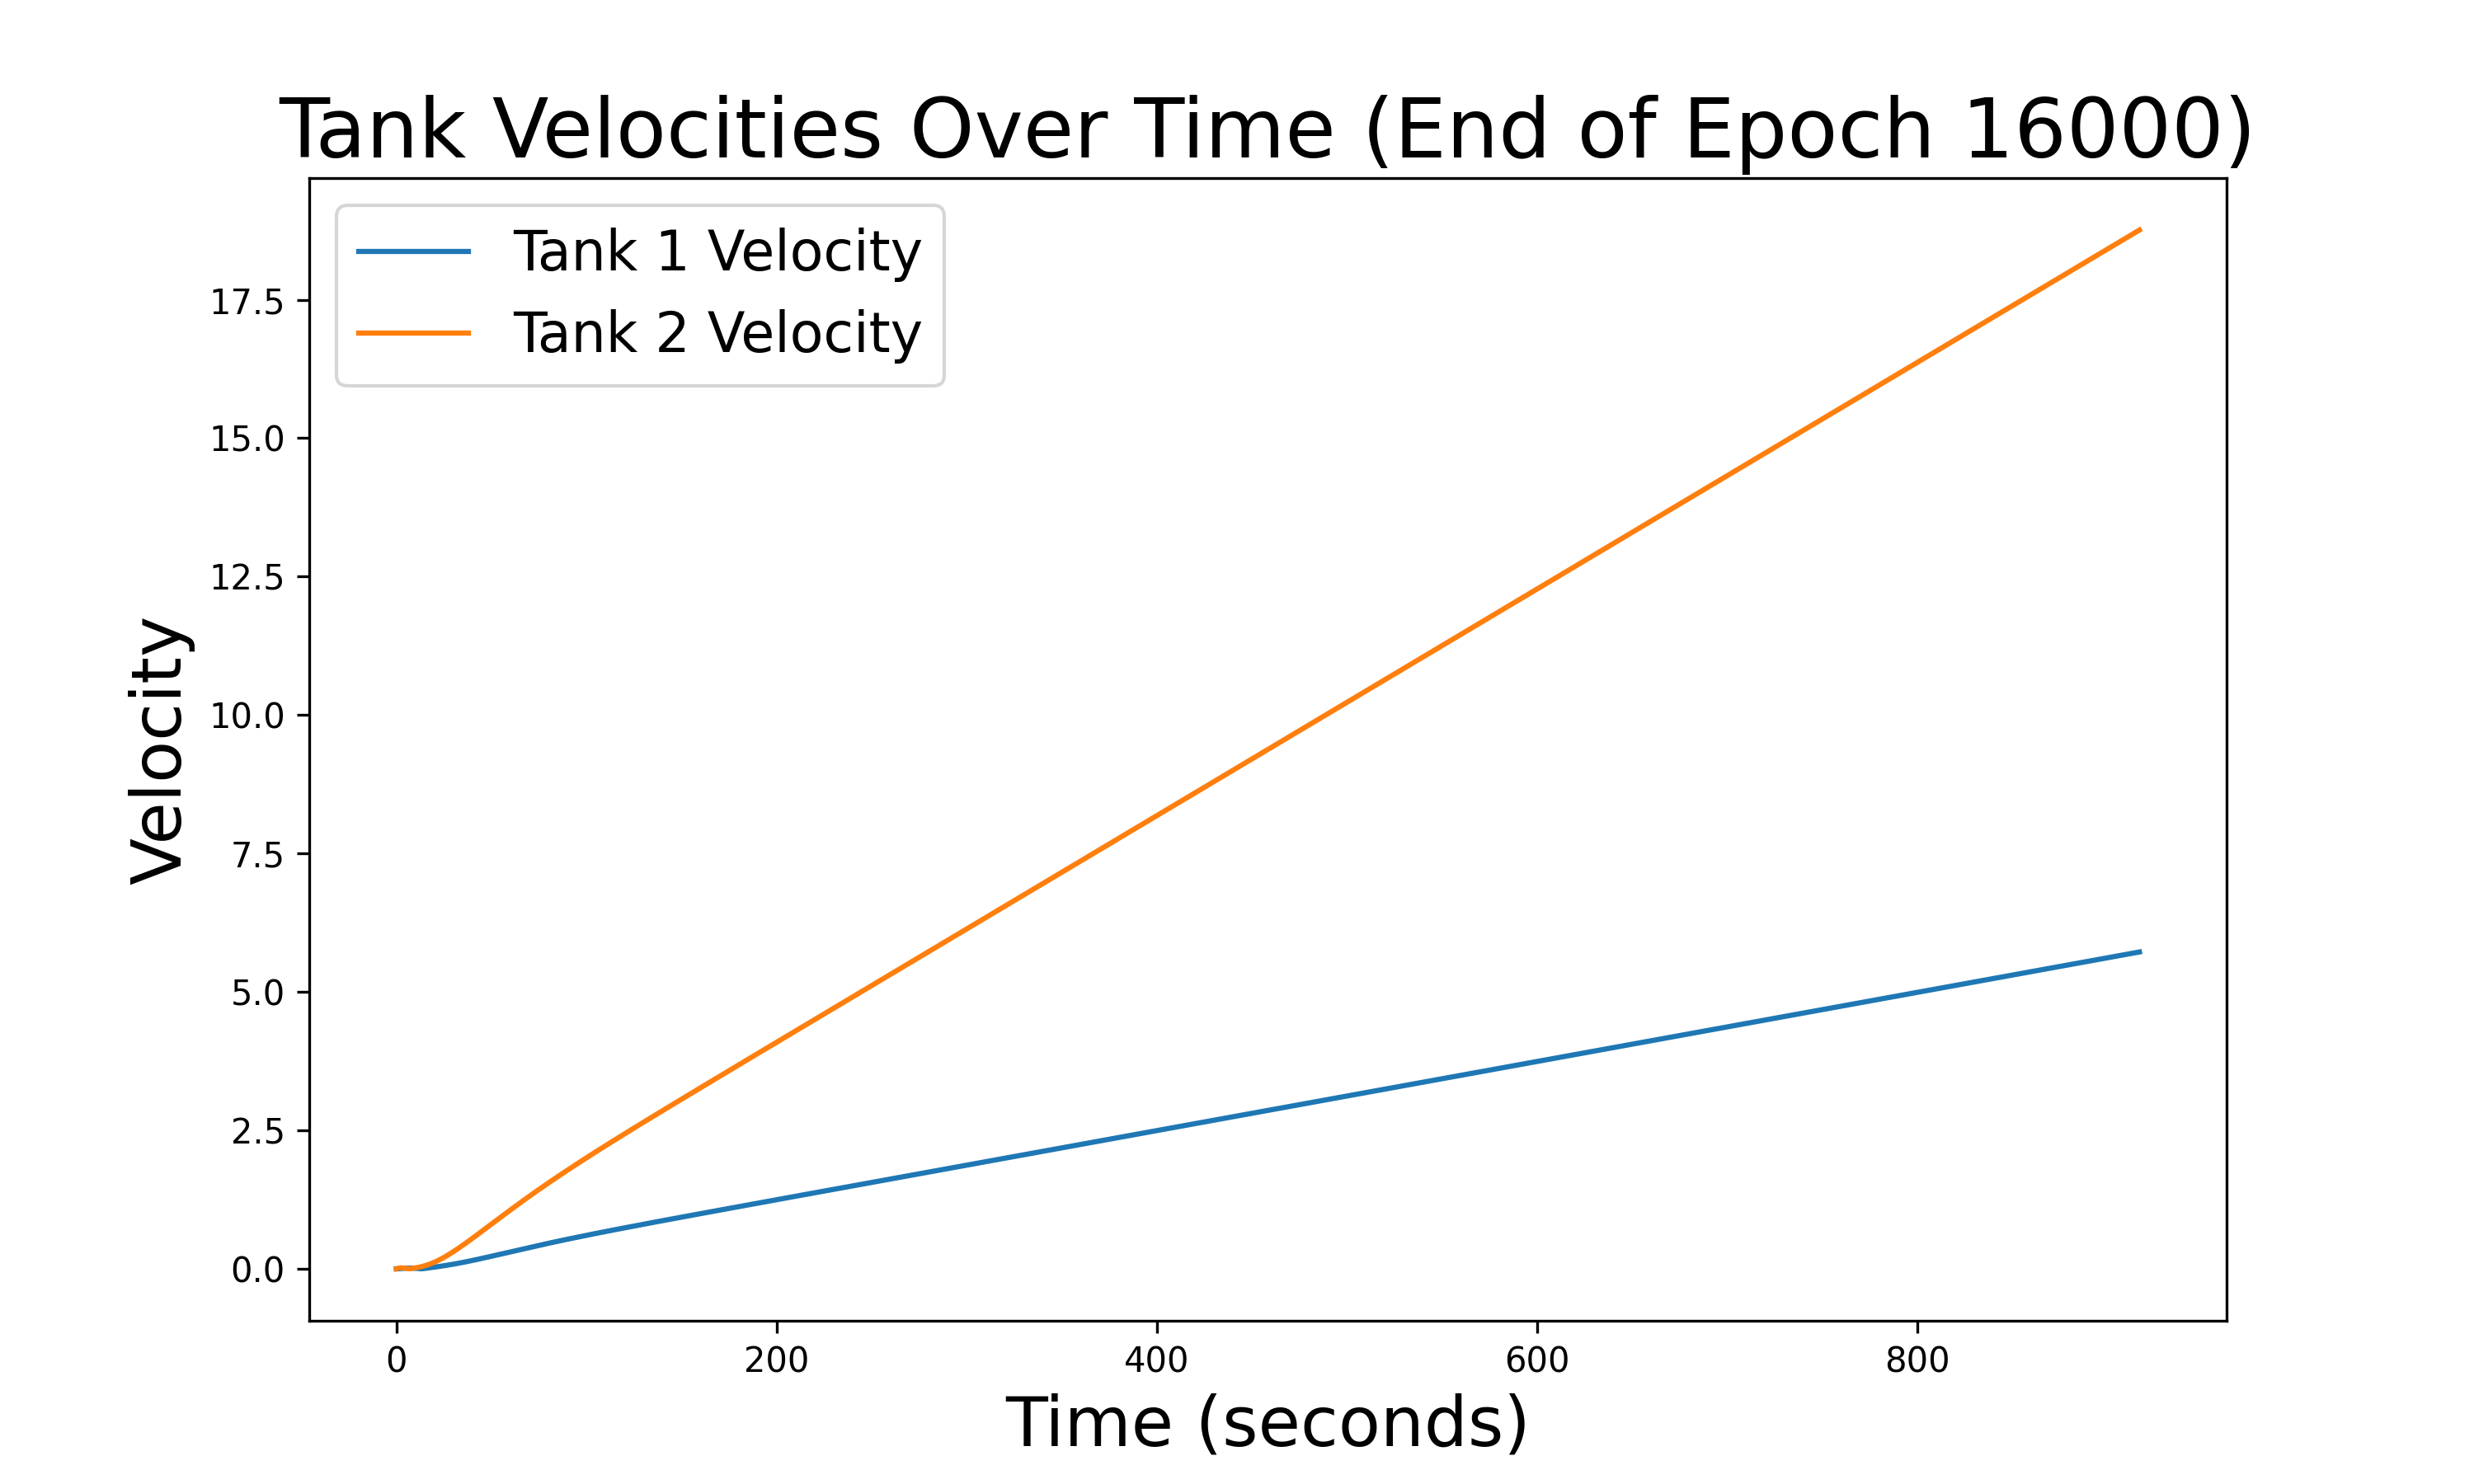 Tank Velocities Over Time (End of Epoch 16000)
Tank 1 Velocity
Tank 2 Velocity
Velocity
17.5
15.0
12.5
10.0
7.5
5.0
2.5
0.0
0 200 400 600 800
Time (seconds)